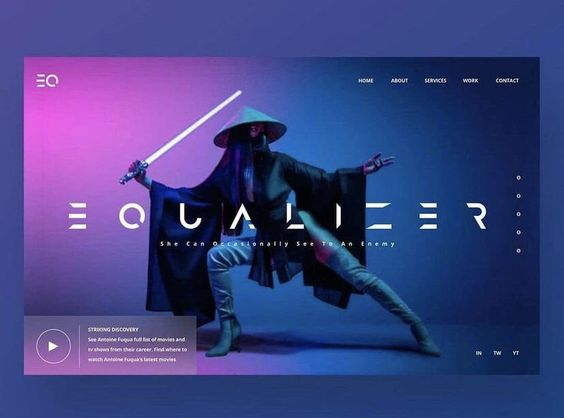 EQ
HOME ABOUT SERVICES WORK CONTACT
EQUALIZER
She Can Occasionally See To An Enemy
STRIKING DISCOVERY
See Antoine Fuqua full list of movies and
tv shows from their career. Find where to
watch Antoine Fuqua's latest movies
IN TW YT